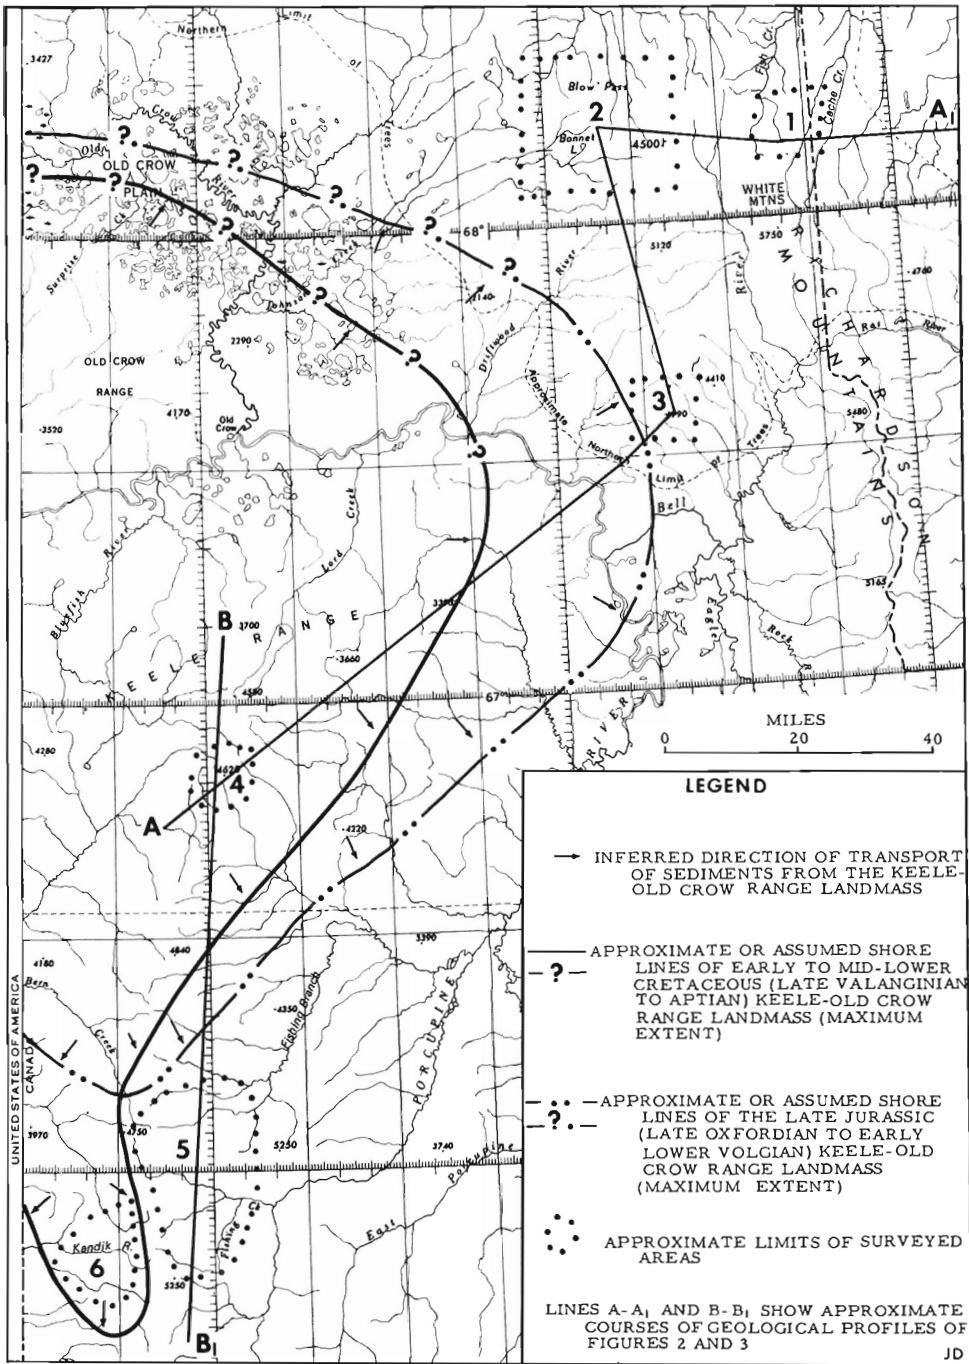 Northern
Limit
of
Trees
3427
Fish Cr.
Cache Cr.
Blow Pass
2
1
A1
Bonnet
L.
4500
Crow
Old
OLD CROW
PLAIN
River
WHITE
MTNS
68°
5120
5750
River
River
4760
Surprise
Ck
Johnson
Creek
3140
Driftwood
RICHARDSON
MOUNTAINS
Rat
River
OLD CROW
RANGE
2290
4170
3520
Old
Crow
Approximate
Northern
Limit
of
Trees
3
4410
5480
Bell
Creek
Lord
Bluefish
River
Eagle
Rock
R.
5165
B
3700
KEELE RANGE
3660
4580
67°
RIVER
4280
4620
4
A
4220
MILES
0 20 40
3390
4840
4180
Bern
Creek
4350
Fishing Branch
PORCUPINE
UNITED STATES OF AMERICA
CANADA
3970
4750
5
5250
3740
Porcupine
East
Fishing
Kandik
R.
6
5250
B1
LEGEND
INFERRED DIRECTION OF TRANSPORT
OF SEDIMENTS FROM THE KEELE-
OLD CROW RANGE LANDMASS
APPROXIMATE OR ASSUMED SHORE
LINES OF EARLY TO MID-LOWER
CRETACEOUS (LATE VALANGINIAN
TO APTIAN) KEELE-OLD CROW
RANGE LANDMASS (MAXIMUM
EXTENT)
APPROXIMATE OR ASSUMED SHORE
LINES OF THE LATE JURASSIC
(LATE OXFORDIAN TO EARLY
LOWER VOLGIAN) KEELE-OLD
CROW RANGE LANDMASS
(MAXIMUM EXTENT)
APPROXIMATE LIMITS OF SURVEYED
AREAS
LINES A-A1 AND B-B1 SHOW APPROXIMATE
COURSES OF GEOLOGICAL PROFILES OF
FIGURES 2 AND 3
JD